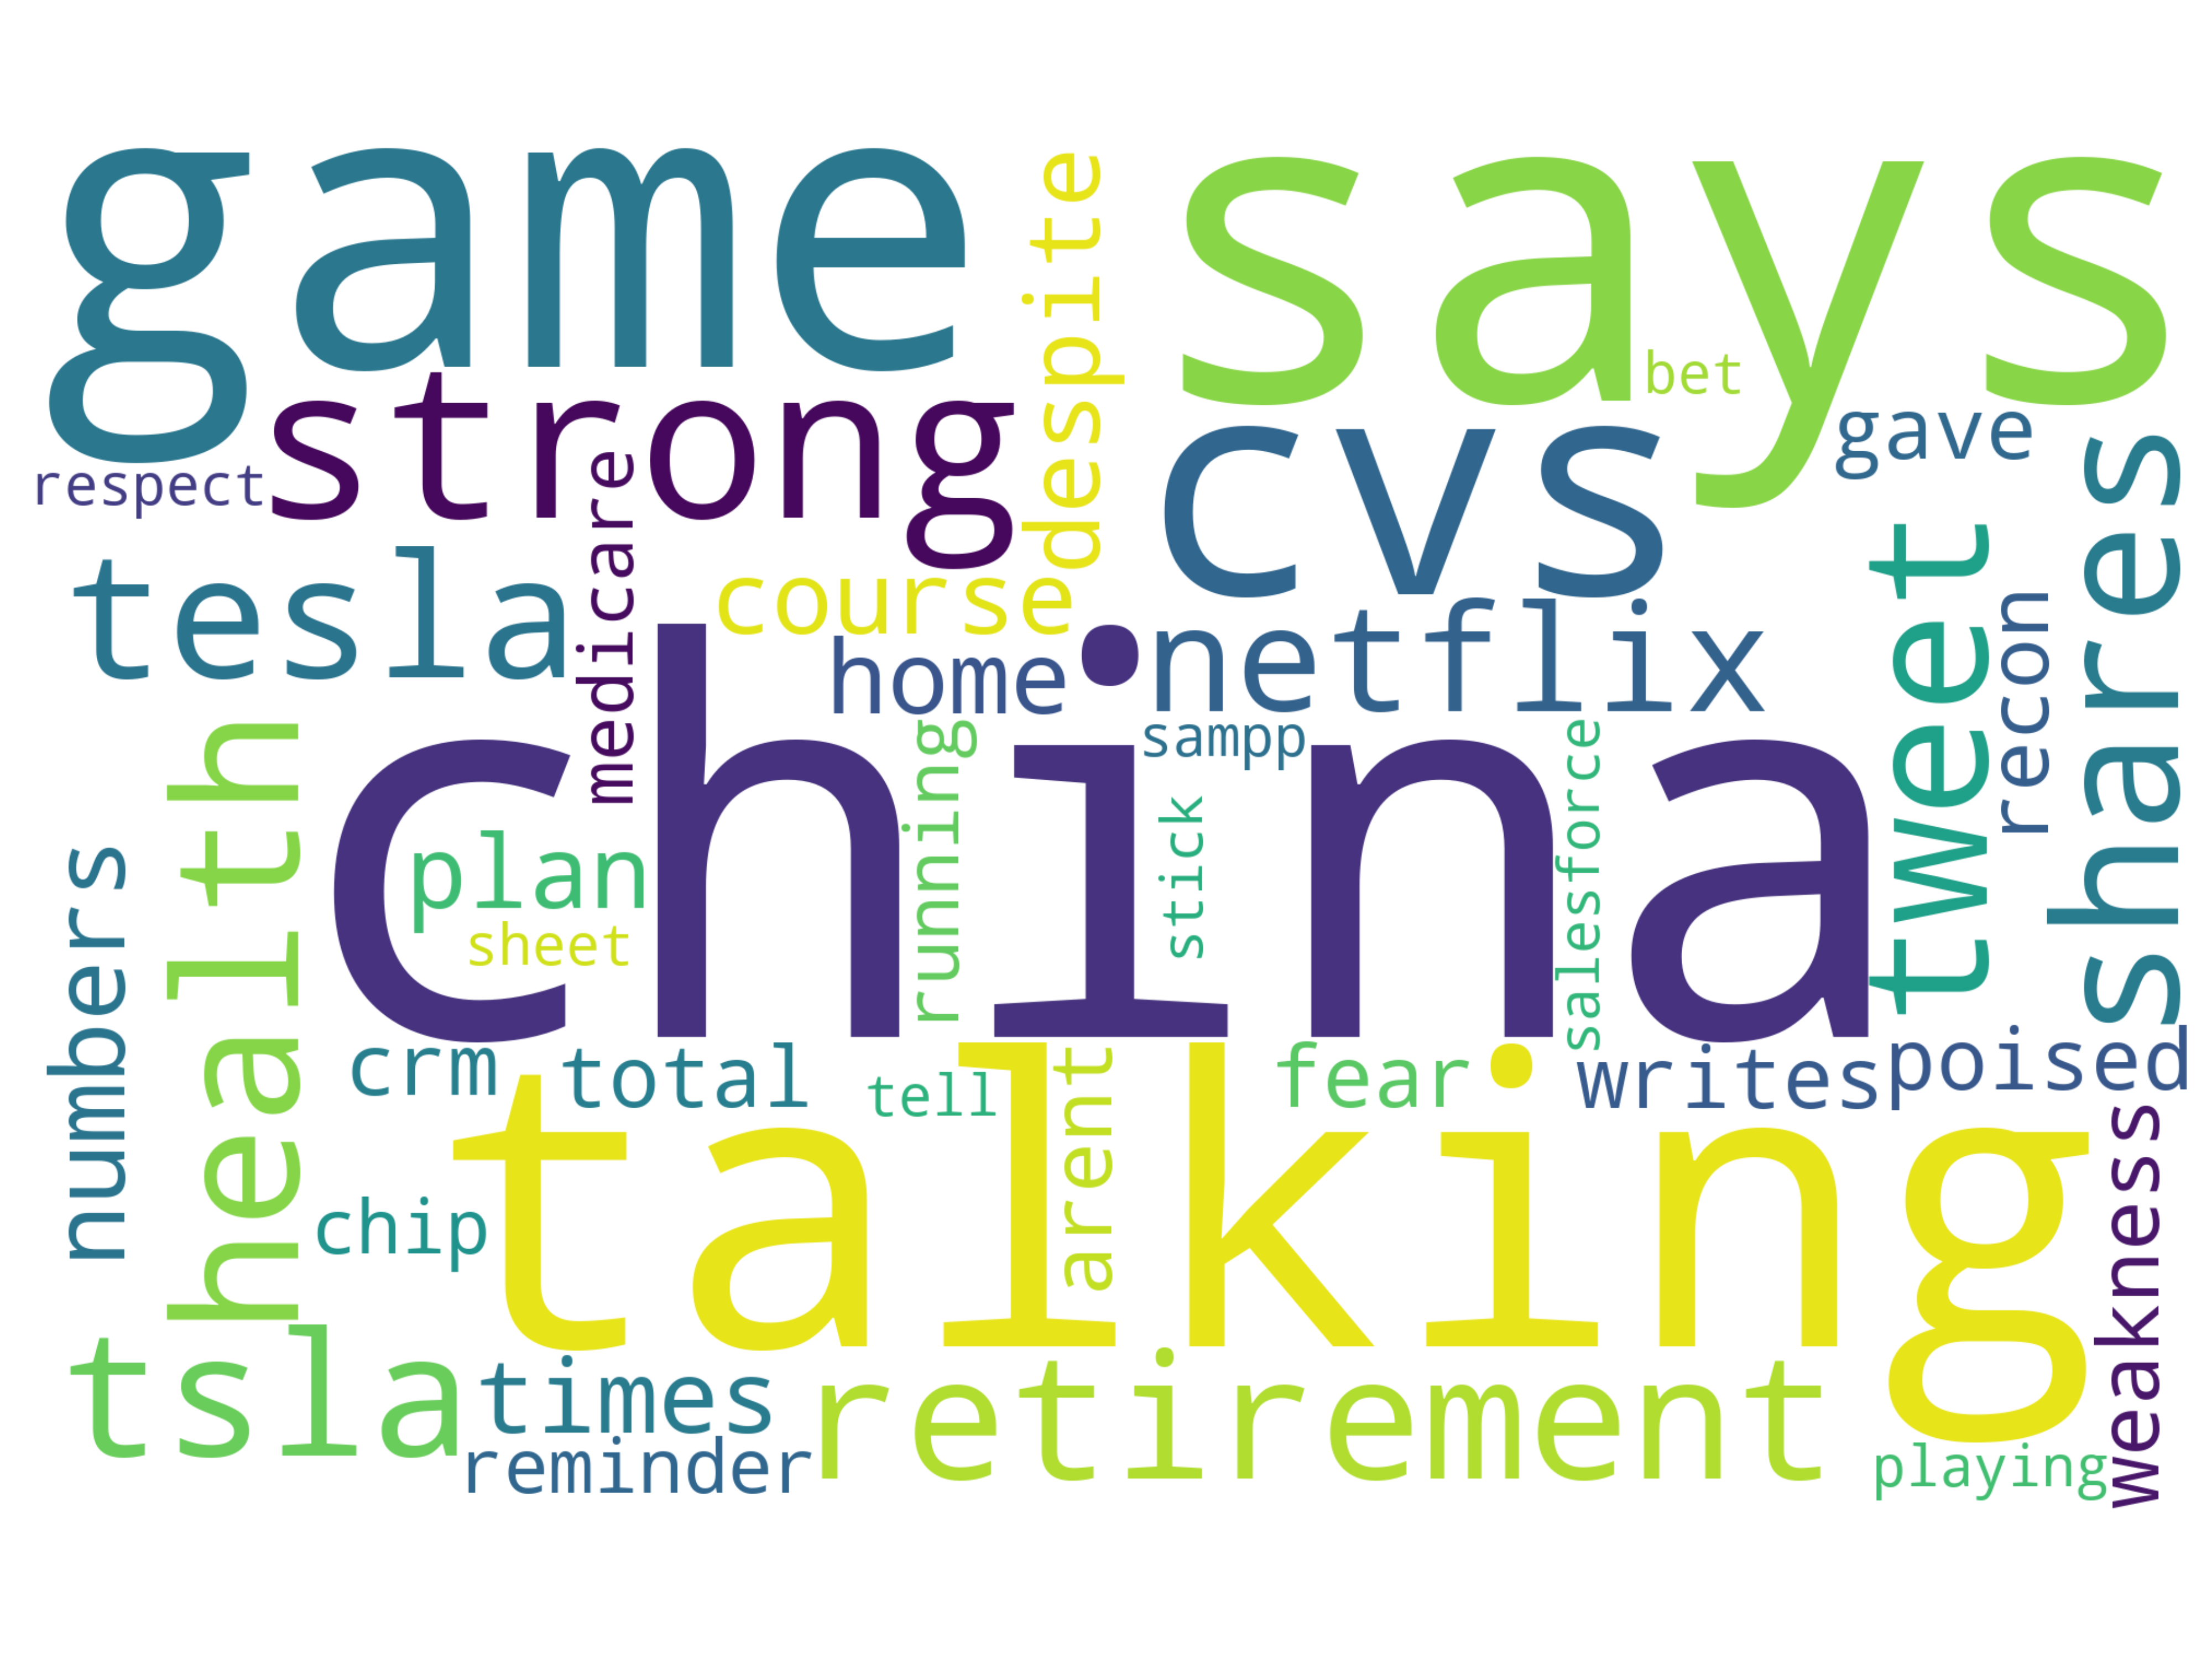 game
says
despite
bet
strong
cvs
gave
respect
medicare
shares
tweet
tesla
course
recon
home
netflix
sampp
health
china
running
stick
salesforce
numbers
plan
sheet
crm
total
tell
arent
fear
writes
poised
talking
chip
weakness
tsla
times
retirement
reminder
playing